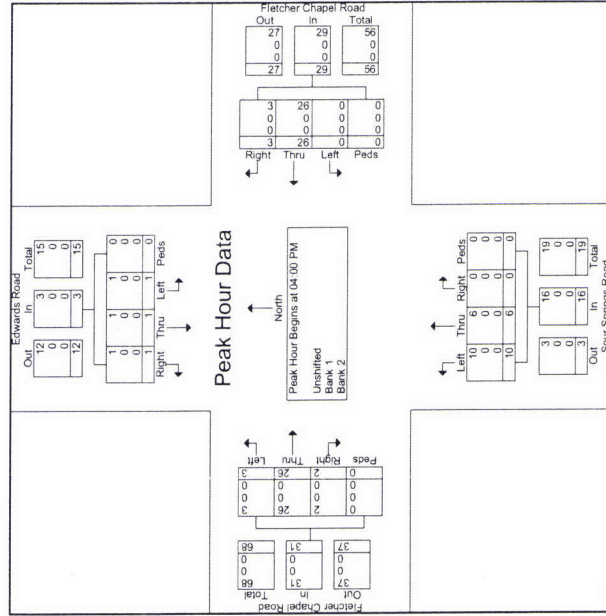 Fletcher Chapel Road
Out In Total
27 29 56
0 0 0
0 0 0
27 29 56
3 26 0 0
0 0 0 0
0 0 0 0
3 26 0 0
Right Thru Left Peds
Edwards Road
Out In Total
12 3 15
0 0 0
0 0 0
12 3 15
1 1 1 0
0 0 0 0
0 0 0 0
1 1 1 0
Right Thru Left Peds
Peak Hour Data
North
Peak Hour Begins at 04:00 PM
Unshifted
Bank 1
Bank 2
Left Thru Right Peds
10 6 0 0
0 0 0 0
0 0 0 0
10 6 0 0
3 16 19
0 0 0
0 0 0
3 16 19
Out In Total
Sour Springs Road
Left Thru Right Peds
3 26 2 0
0 0 0 0
0 0 0 0
3 26 2 0
68 31 37
0 0 0
0 0 0
68 31 37
Total In Out
Fletcher Chapel Road